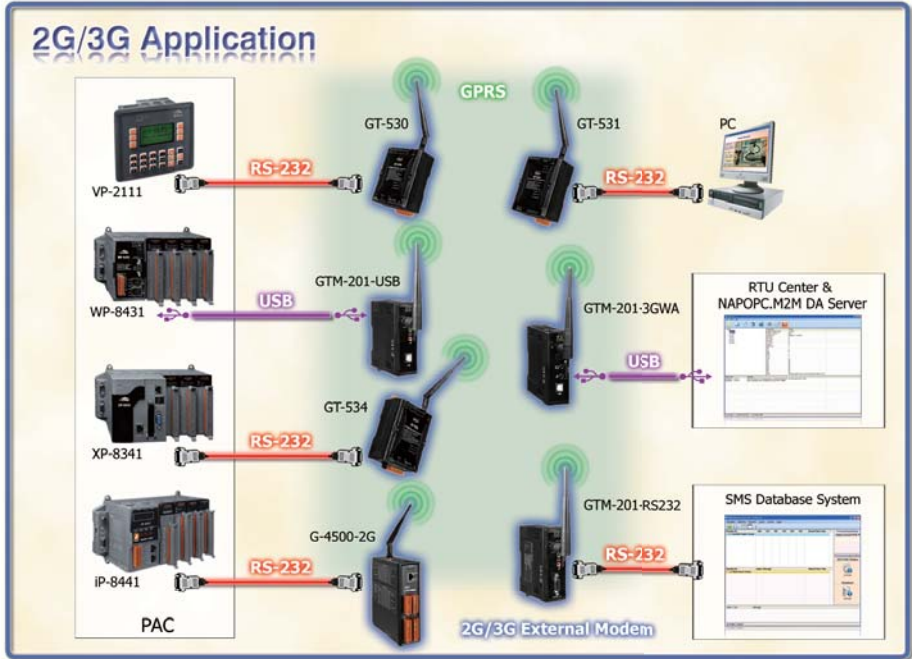 2G/3G Application
GPRS
GT-530
GT-531
PC
RS-232
RS-232
VP-2111
GTM-201-USB
RTU Center &
NAPOPC.M2M DA Server
WP-8431
USB
GTM-201-3GWA
USB
GT-534
XP-8341
RS-232
GTM-201-RS232
SMS Database System
G-4500-2G
iP-8441
RS-232
RS-232
PAC
2G/3G External Modem